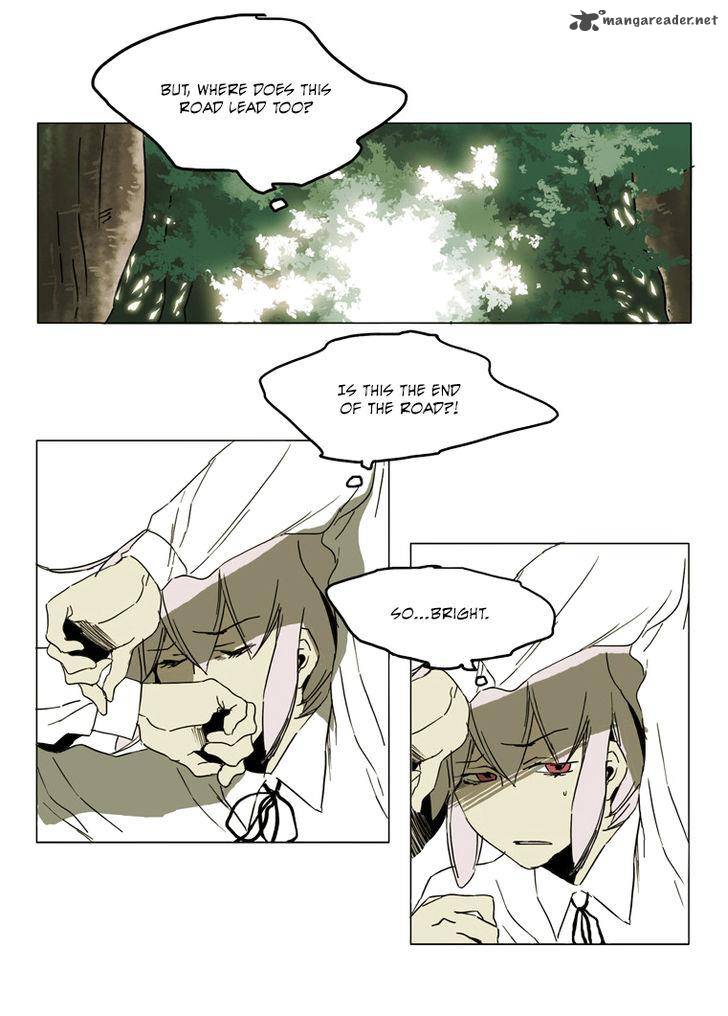 mangareader.net
BUT, WHERE DOES THIS
ROAD LEAD TOO?
IS THIS THE END
OF THE ROAD?!
SO...BRIGHT.